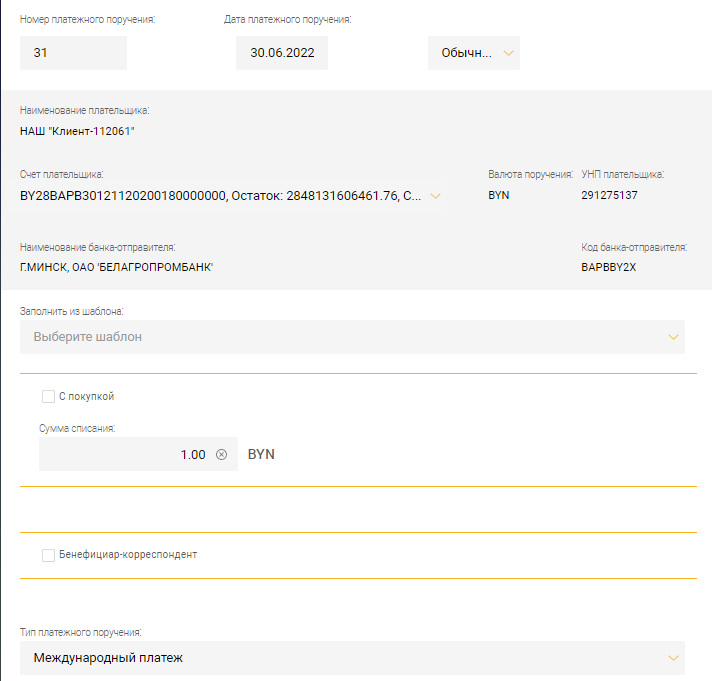 Номер платежного поручения: Дата платежного поручения:
31 30.06.2022 Обычн...
Наименование плательщика:
НАШ "Клиент-112061"
Счет плательщика: Валюта поручения: УНП плательщика:
BY28BAPB30121120200180000000, Остаток: 2848131606461.76, С... BYN 291275137
Наименование банка-отправителя: Код банка-отправителя:
Г.МИНСК, ОАО 'БЕЛАГРОПРОМБАНК' BAPBBY2X
Заполнить из шаблона:
Выберите шаблон
С покупкой
Сумма списания:
1.00 BYN
Бенефициар-корреспондент
Тип платежного поручения:
Международный платеж